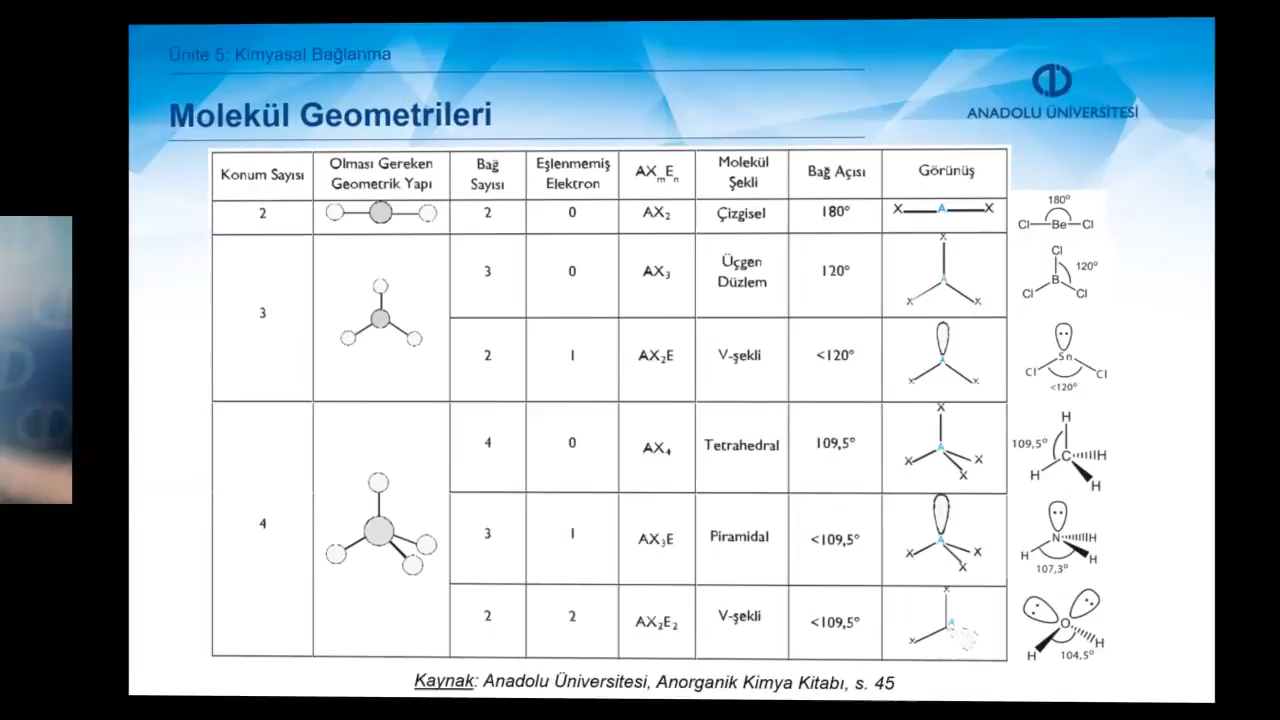 Ünite 5: Kimyasal Bağlanma
Molekül Geometrileri
ANADOLU ÜNİVERSİTESİ
Konum Sayısı Olması Gereken Geometrik Yapı Bağ Sayısı Eşlenmemiş Elektron AXmEn Molekül Şekli Bağ Açısı Görünüş
2 2 0 AX2 Çizgisel 180° X A X 180° Cl Be Cl
3 3 0 AX3 Üçgen Düzlem 120° X A X X Cl 120° B Cl Cl
2 1 AX2E V-şekli <120° A X X Sn Cl Cl <120°
4 4 0 AX4 Tetrahedral 109,5° X A X X X H 109,5° C H H H
3 1 AX3E Piramidal <109,5° A X X X N H H H 107,3°
2 2 AX2E2 V-şekli <109,5° X A X O H H 104,5°
Kaynak: Anadolu Üniversitesi, Anorganik Kimya Kitabı, s. 45